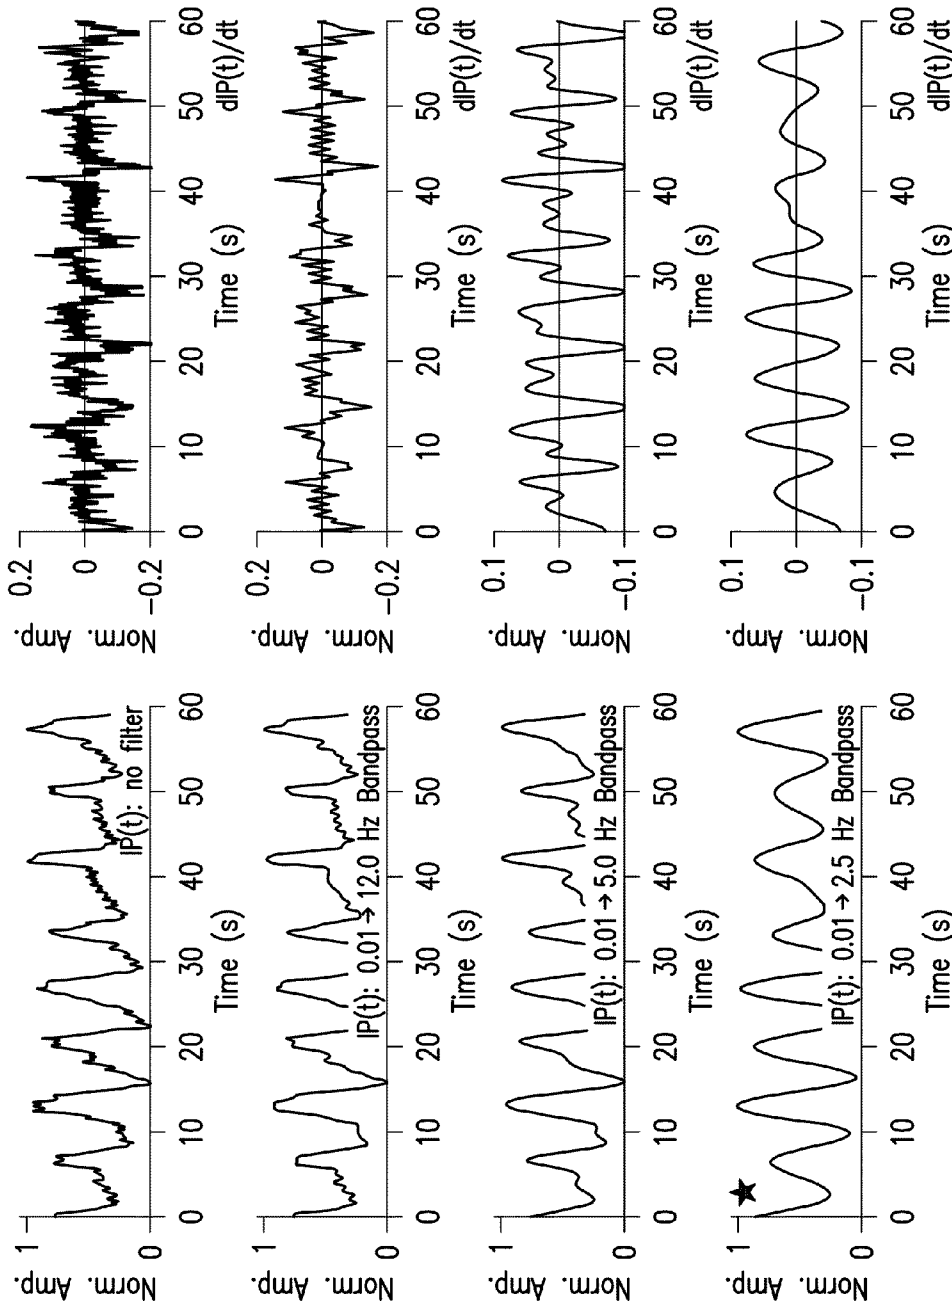 Norm. Amp.
1
0
IP(t): no filter
0 10 20 30 40 50 60
Time (s)
Norm. Amp.
0.2
0
−0.2
dIP(t)/dt
0 10 20 30 40 50 60
Time (s)
Norm. Amp.
1
0
IP(t): 0.01→12.0 Hz Bandpass
0 10 20 30 40 50 60
Time (s)
Norm. Amp.
0.2
0
−0.2
dIP(t)/dt
0 10 20 30 40 50 60
Time (s)
Norm. Amp.
1
0
IP(t): 0.01→5.0 Hz Bandpass
0 10 20 30 40 50 60
Time (s)
Norm. Amp.
0.1
0
−0.1
dIP(t)/dt
0 10 20 30 40 50 60
Time (s)
Norm. Amp.
1
0
IP(t): 0.01→2.5 Hz Bandpass
0 10 20 30 40 50 60
Time (s)
Norm. Amp.
0.1
0
−0.1
dIP(t)/dt
0 10 20 30 40 50 60
Time (s)